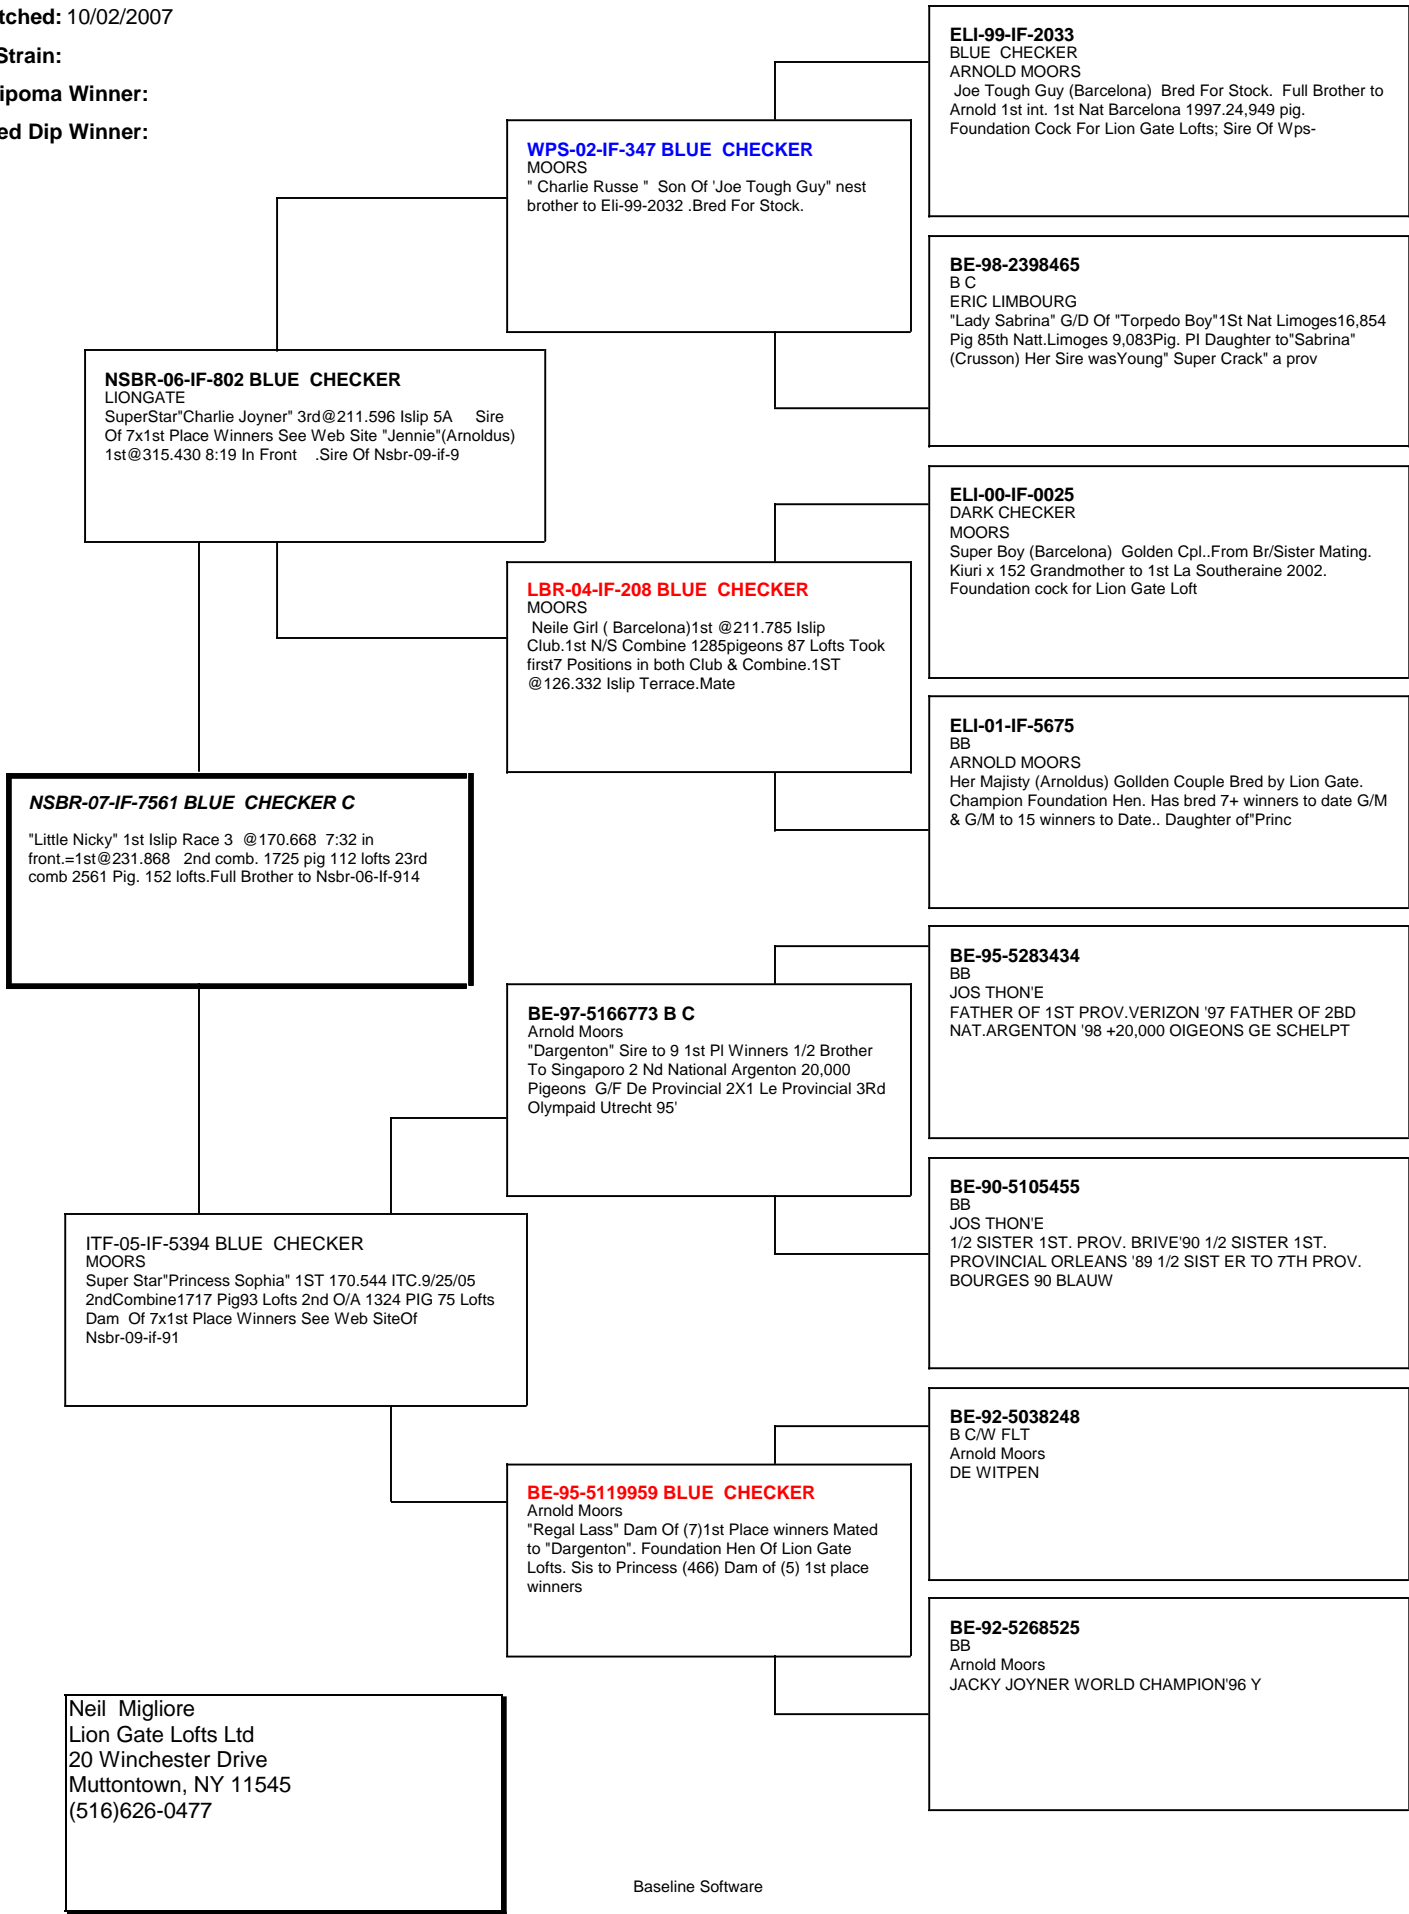 tched: 10/02/2007
Strain:
ipoma Winner:
ed Dip Winner:
ELI-99-IF-2033
BLUE CHECKER
ARNOLD MOORS
Joe Tough Guy (Barcelona) Bred For Stock. Full Brother to
Arnold 1st int. 1st Nat Barcelona 1997.24,949 pig.
Foundation Cock For Lion Gate Lofts; Sire Of Wps-
WPS-02-IF-347 BLUE CHECKER
MOORS
" Charlie Russe " Son Of 'Joe Tough Guy" nest
brother to Eli-99-2032 .Bred For Stock.
BE-98-2398465
B C
ERIC LIMBOURG
"Lady Sabrina" G/D Of "Torpedo Boy"1St Nat Limoges16,854
Pig 85th Natt.Limoges 9,083Pig. PI Daughter to"Sabrina"
(Crusson) Her Sire wasYoung" Super Crack" a prov
NSBR-06-IF-802 BLUE CHECKER
LIONGATE
SuperStar"Charlie Joyner" 3rd@211.596 Islip 5A Sire
Of 7x1st Place Winners See Web Site "Jennie"(Arnoldus)
1st@315.430 8:19 In Front .Sire Of Nsbr-09-if-9
ELI-00-IF-0025
DARK CHECKER
MOORS
Super Boy (Barcelona) Golden Cpl..From Br/Sister Mating.
Kiuri x 152 Grandmother to 1st La Southeraine 2002.
Foundation cock for Lion Gate Loft
LBR-04-IF-208 BLUE CHECKER
MOORS
Neile Girl ( Barcelona)1st @211.785 Islip
Club.1st N/S Combine 1285pigeons 87 Lofts Took
first7 Positions in both Club & Combine.1ST
@126.332 Islip Terrace.Mate
ELI-01-IF-5675
BB
ARNOLD MOORS
Her Majisty (Arnoldus) Gollden Couple Bred by Lion Gate.
Champion Foundation Hen. Has bred 7+ winners to date G/M
& G/M to 15 winners to Date.. Daughter of"Princ
NSBR-07-IF-7561 BLUE CHECKER C
"Little Nicky" 1st Islip Race 3 @170.668 7:32 in
front.=1st@231.868 2nd comb. 1725 pig 112 lofts 23rd
comb 2561 Pig. 152 lofts.Full Brother to Nsbr-06-If-914
BE-95-5283434
BB
JOS THON'E
FATHER OF 1ST PROV.VERIZON '97 FATHER OF 2BD
NAT.ARGENTON '98 +20,000 OIGEONS GE SCHELPT
BE-97-5166773 B C
Arnold Moors
"Dargenton" Sire to 9 1st Pl Winners 1/2 Brother
To Singaporo 2 Nd National Argenton 20,000
Pigeons G/F De Provincial 2X1 Le Provincial 3Rd
Olympaid Utrecht 95'
BE-90-5105455
BB
JOS THON'E
1/2 SISTER 1ST. PROV. BRIVE'90 1/2 SISTER 1ST.
PROVINCIAL ORLEANS '89 1/2 SIST ER TO 7TH PROV.
BOURGES 90 BLAUW
ITF-05-IF-5394 BLUE CHECKER
MOORS
Super Star"Princess Sophia" 1ST 170.544 ITC.9/25/05
2ndCombine1717 Pig93 Lofts 2nd O/A 1324 PIG 75 Lofts
Dam Of 7x1st Place Winners See Web SiteOf
Nsbr-09-if-91
BE-92-5038248
B C/W FLT
Arnold Moors
DE WITPEN
BE-95-5119959 BLUE CHECKER
Arnold Moors
"Regal Lass" Dam Of (7)1st Place winners Mated
to "Dargenton". Foundation Hen Of Lion Gate
Lofts. Sis to Princess (466) Dam of (5) 1st place
winners
BE-92-5268525
BB
Arnold Moors
JACKY JOYNER WORLD CHAMPION'96 Y
Neil Migliore
Lion Gate Lofts Ltd
20 Winchester Drive
Muttontown, NY 11545
(516)626-0477
Baseline Software